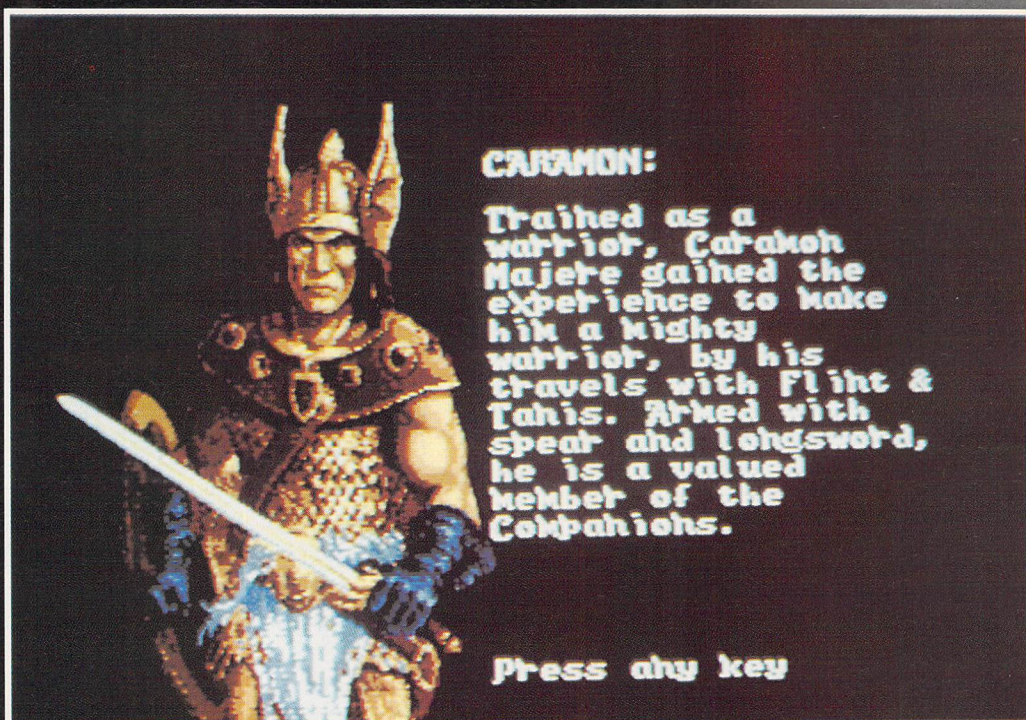 CARAMON:
Trained as a
warrior, Caramon
Majere gained the
experience to make
him a mighty
warrior, by his
travels with Flint &
Tanis. Armed with
spear and longsword,
he is a valued
member of the
Companions.
Press any key